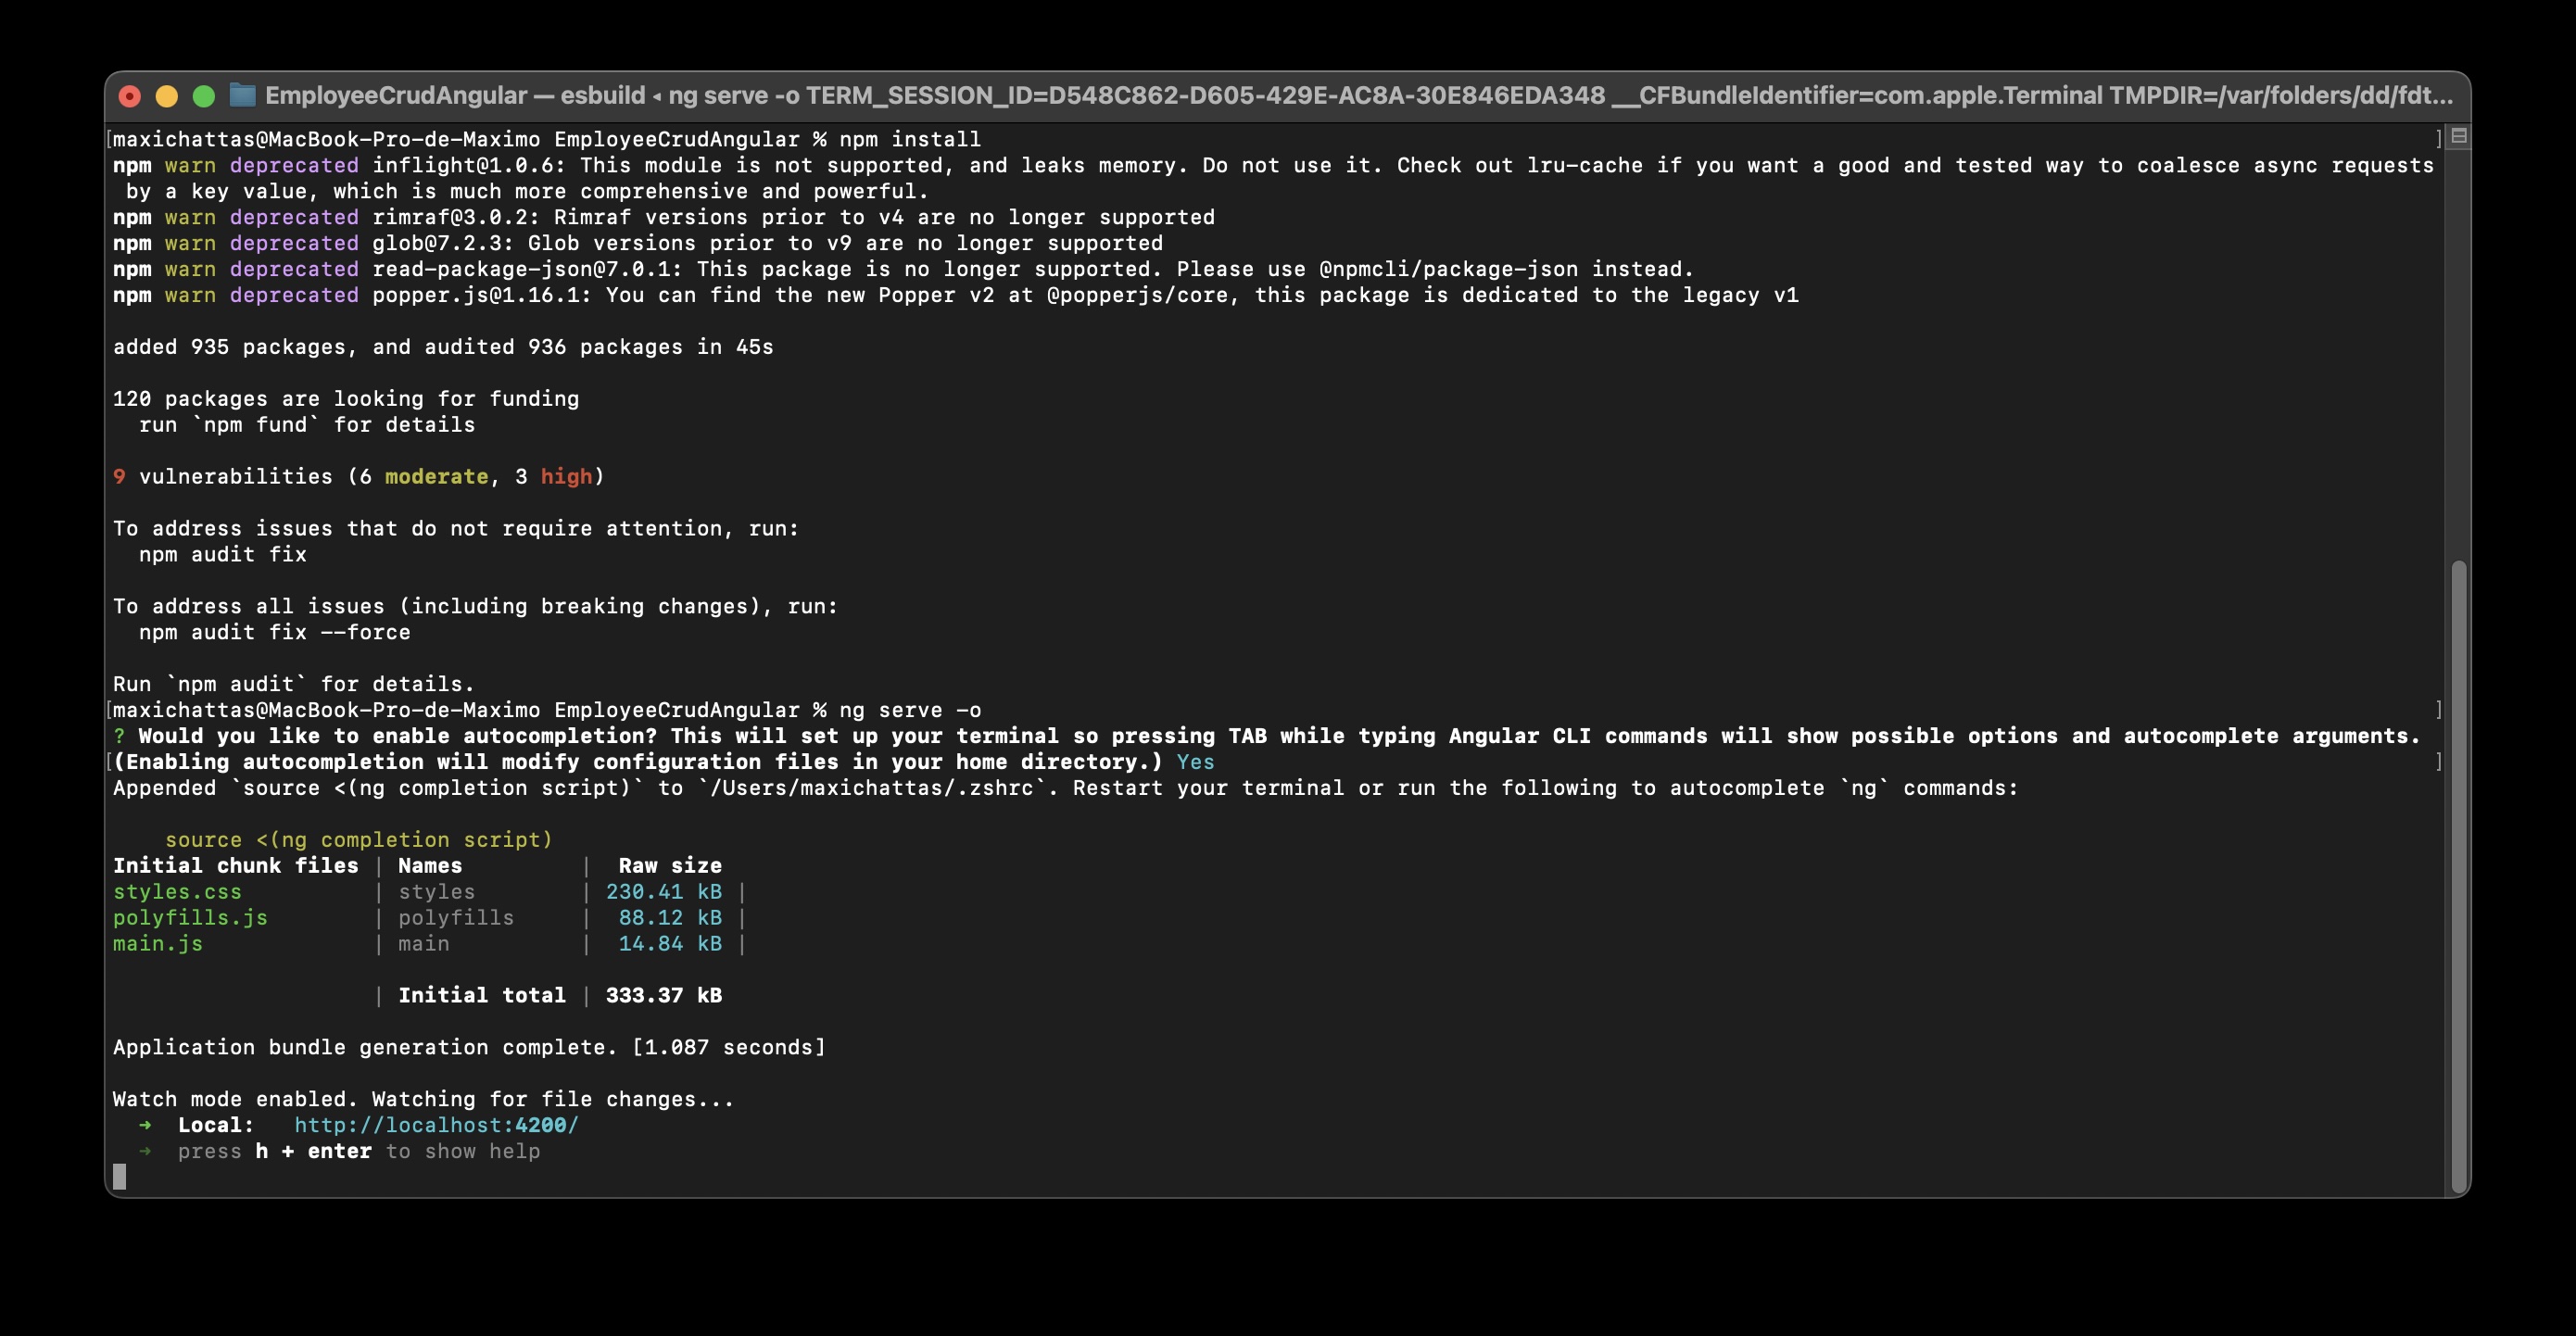 EmployeeCrudAngular — esbuild ◂ ng serve -o TERM_SESSION_ID=D548C862-D605-429E-AC8A-30E846EDA348 __CFBundleIdentifier=com.apple.Terminal TMPDIR=/var/folders/dd/fdt...
[maxichattas@MacBook-Pro-de-Maximo EmployeeCrudAngular % npm install ]
npm warn deprecated inflight@1.0.6: This module is not supported, and leaks memory. Do not use it. Check out lru-cache if you want a good and tested way to coalesce async requests
 by a key value, which is much more comprehensive and powerful.
npm warn deprecated rimraf@3.0.2: Rimraf versions prior to v4 are no longer supported
npm warn deprecated glob@7.2.3: Glob versions prior to v9 are no longer supported
npm warn deprecated read-package-json@7.0.1: This package is no longer supported. Please use @npmcli/package-json instead.
npm warn deprecated popper.js@1.16.1: You can find the new Popper v2 at @popperjs/core, this package is dedicated to the legacy v1
added 935 packages, and audited 936 packages in 45s
120 packages are looking for funding
  run `npm fund` for details
9 vulnerabilities (6 moderate, 3 high)
To address issues that do not require attention, run:
  npm audit fix
To address all issues (including breaking changes), run:
  npm audit fix --force
Run `npm audit` for details.
[maxichattas@MacBook-Pro-de-Maximo EmployeeCrudAngular % ng serve -o ]
? Would you like to enable autocompletion? This will set up your terminal so pressing TAB while typing Angular CLI commands will show possible options and autocomplete arguments.
[(Enabling autocompletion will modify configuration files in your home directory.) Yes ]
Appended `source <(ng completion script)` to `/Users/maxichattas/.zshrc`. Restart your terminal or run the following to autocomplete `ng` commands:
    source <(ng completion script)
Initial chunk files | Names         |  Raw size
styles.css          | styles        | 230.41 kB |
polyfills.js        | polyfills     |  88.12 kB |
main.js             | main          |  14.84 kB |
                    | Initial total | 333.37 kB
Application bundle generation complete. [1.087 seconds]
Watch mode enabled. Watching for file changes...
  ➜  Local:   http://localhost:4200/
  ➜  press h + enter to show help